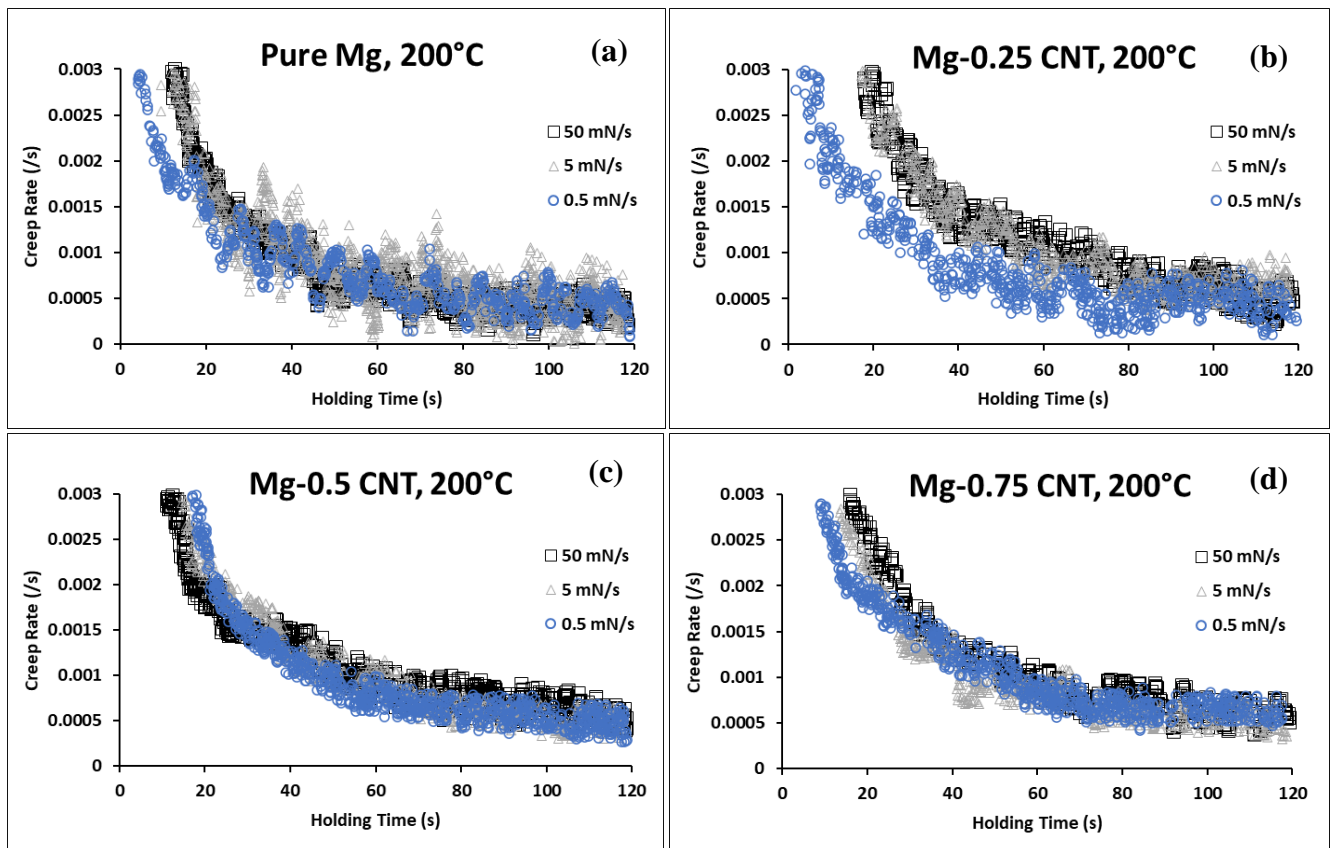 Pure Mg, 200°C
(a)
0.003
0.0025
0.002
0.0015
0.001
0.0005
0
Creep Rate (/s)
50 mN/s
5 mN/s
0.5 mN/s
0 20 40 60 80 100 120
Holding Time (s)
Mg-0.25 CNT, 200°C
(b)
0.003
0.0025
0.002
0.0015
0.001
0.0005
0
Creep Rate (/s)
50 mN/s
5 mN/s
0.5 mN/s
0 20 40 60 80 100 120
Holding Time (s)
Mg-0.5 CNT, 200°C
(c)
0.003
0.0025
0.002
0.0015
0.001
0.0005
0
Creep Rate (/s)
50 mN/s
5 mN/s
0.5 mN/s
0 20 40 60 80 100 120
Holding Time (s)
Mg-0.75 CNT, 200°C
(d)
0.003
0.0025
0.002
0.0015
0.001
0.0005
0
Creep Rate (/s)
50 mN/s
5 mN/s
0.5 mN/s
0 20 40 60 80 100 120
Holding Time (s)